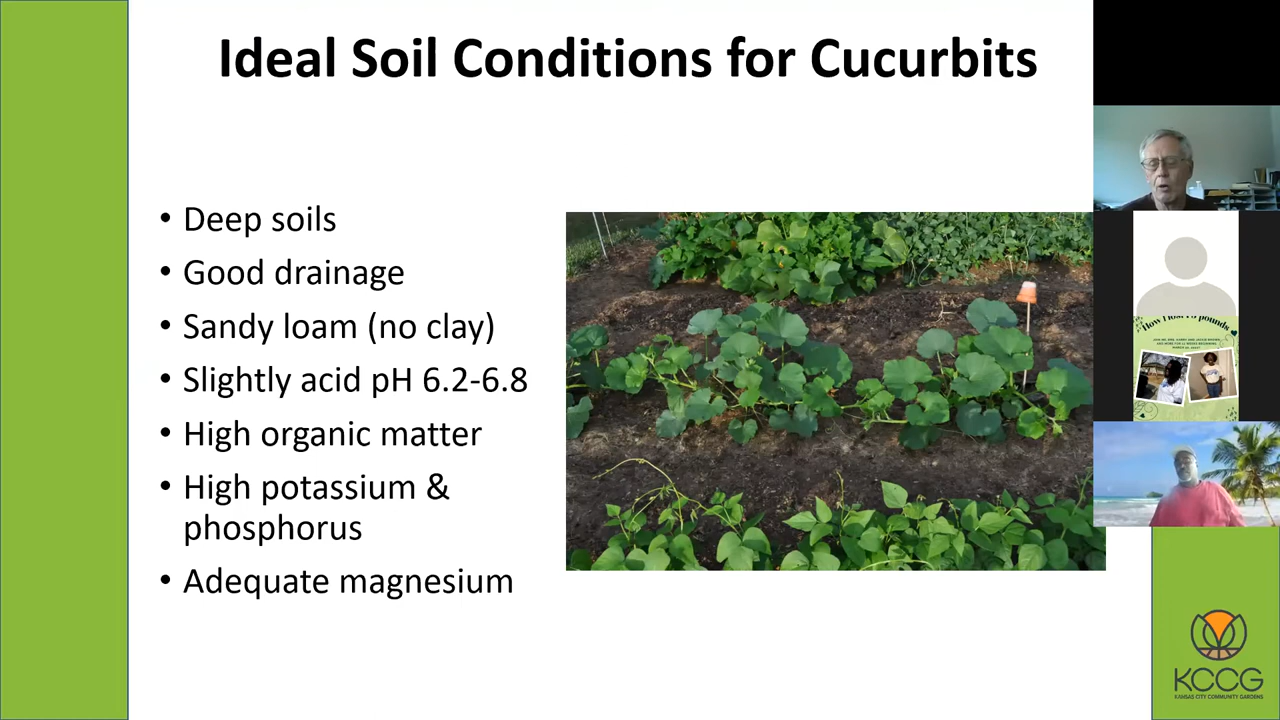 Ideal Soil Conditions for Cucurbits
• Deep soils
• Good drainage
• Sandy loam (no clay)
• Slightly acid pH 6.2-6.8
• High organic matter
• High potassium &
phosphorus
• Adequate magnesium
pounds
KCCG
KANSAS CITY COMMUNITY GARDENS